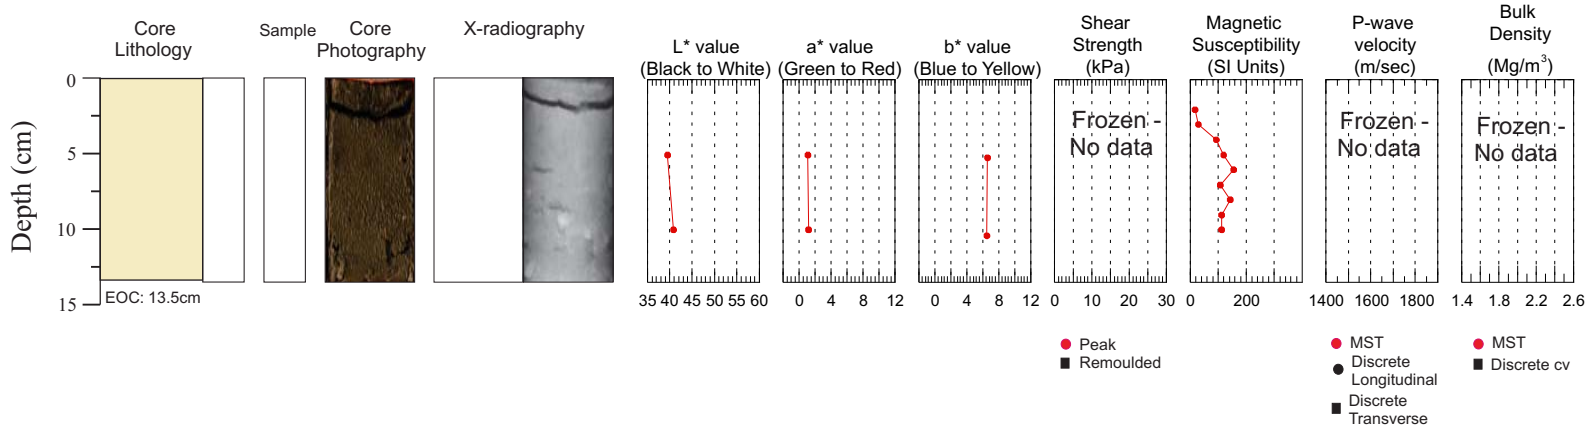 Core
Lithology
Sample
Core
Photography
X-radiography
L* value
(Black to White)
a* value
(Green to Red)
b* value
(Blue to Yellow)
Shear
Strength
(kPa)
Magnetic
Susceptibility
(SI Units)
P-wave
velocity
(m/sec)
Bulk
Density
(Mg/m³)
Depth (cm)
0
5
10
15
EOC: 13.5cm
Frozen -
No data
Frozen -
No data
Frozen -
No data
35 40 45 50 55 60
0 4 8 12
0 4 8 12
0 10 20 30
0 200
1400 1600 1800
1.4 1.8 2.2 2.6
Peak
Remoulded
MST
Discrete
Longitudinal
Discrete
Transverse
MST
Discrete cv